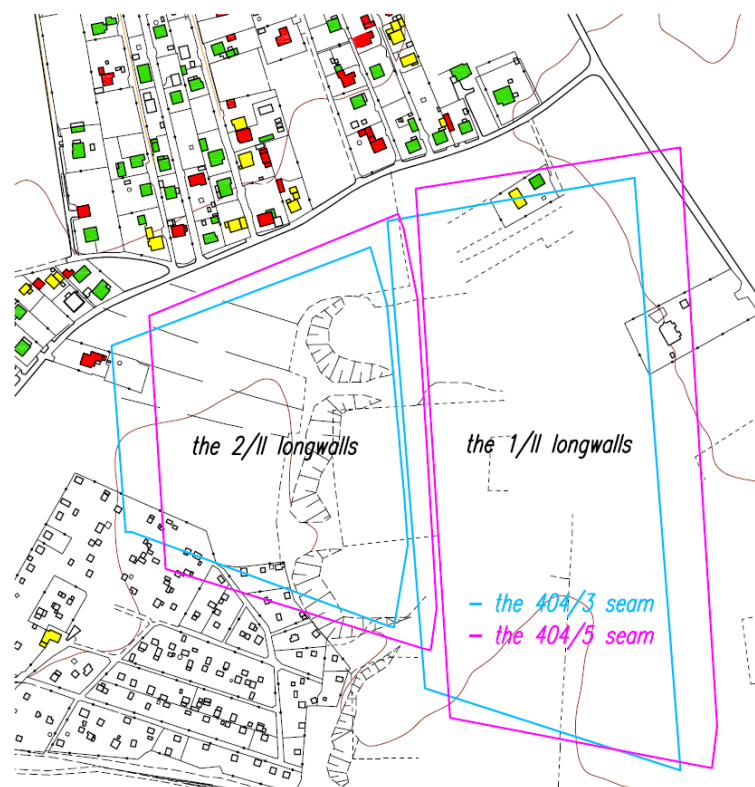 the 2/II longwalls
the 1/II longwalls
the 404/3 seam
the 404/5 seam